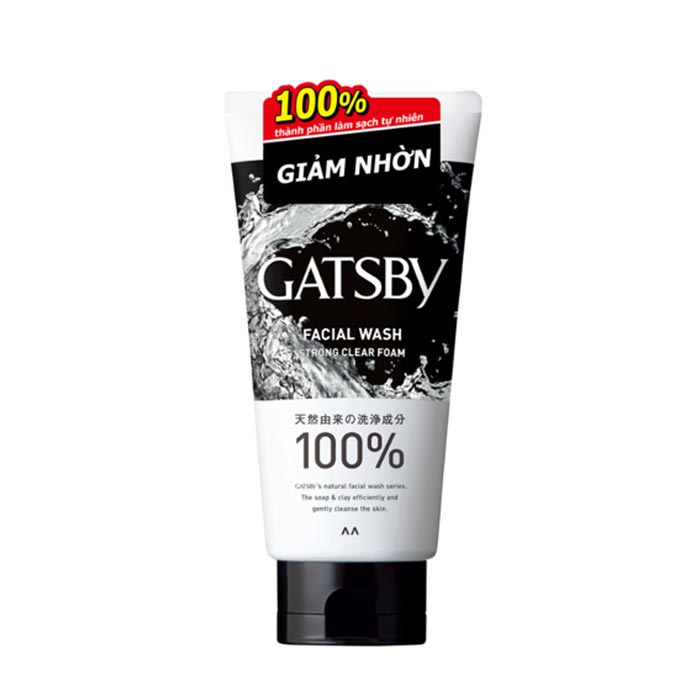 100%
thành phần làm sạch tự nhiên
GIẢM NHỜN
GATSBY
FACIAL WASH
STRONG CLEAR FOAM
天然由来の洗浄成分
100%
GATSBY's natural facial wash series.
The soap & clay efficiently and
gently cleanse the skin.